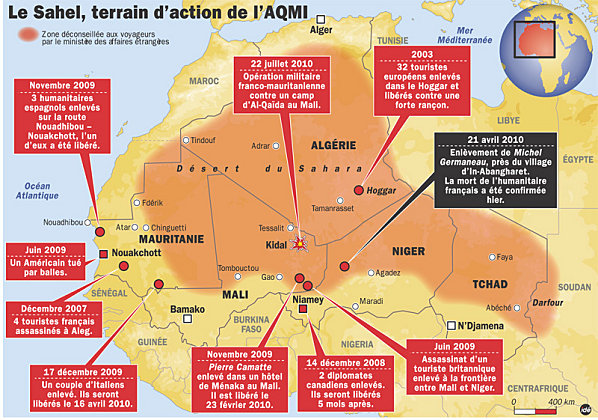 Le Sahel, terrain d'action de l'AQMI
Zone déconseillée aux voyageurs
par le ministère des affaires étrangères
Alger
TUNISIE
Mer
Méditerranée
MAROC
LIBYE
ÉGYPTE
Océan
Atlantique
Novembre 2009
3 humanitaires
espagnols enlevés
sur la route
Nouadhibou –
Nouakchott, l'un
d'eux a été libéré.
22 juillet 2010
Opération militaire
franco-mauritanienne
contre un camp
d'Al-Qaïda au Mali.
2003
32 touristes
européens enlevés
dans le Hoggar et
libérés contre une
forte rançon.
21 avril 2010
Enlèvement de Michel
Germaneau, près du village
d'In-Abangharet.
La mort de l'humanitaire
français a été confirmée
hier.
Tindouf
Adrar
ALGÉRIE
Désert du Sahara
Hoggar
Tamanrasset
Fdérik
Nouadhibou
Atar
Chinguetti
MAURITANIE
Tessalit
Kidal
NIGER
Faya
TCHAD
Juin 2009
Un Américain tué
par balles.
Nouakchott
Tombouctou
Gao
Agadez
Abéché
Darfour
SOUDAN
SÉNÉGAL
MALI
Bamako
Niamey
Maradi
N'Djamena
BURKINA
FASO
GUINÉE
NIGERIA
CENTRAFRIQUE
Décembre 2007
4 touristes français
assassinés à Aleg.
17 décembre 2009
Un couple d'Italiens
enlevé. Ils seront
libérés le 16 avril 2010.
Novembre 2009
Pierre Camatte
enlevé dans un hôtel
de Ménaka au Mali.
Il est libéré le
23 février 2010.
14 décembre 2008
2 diplomates
canadiens enlevés.
Ils seront libérés
5 mois après.
Juin 2009
Assassinat d'un
touriste britannique
enlevé à la frontière
entre Mali et Niger.
0 400 km
idé